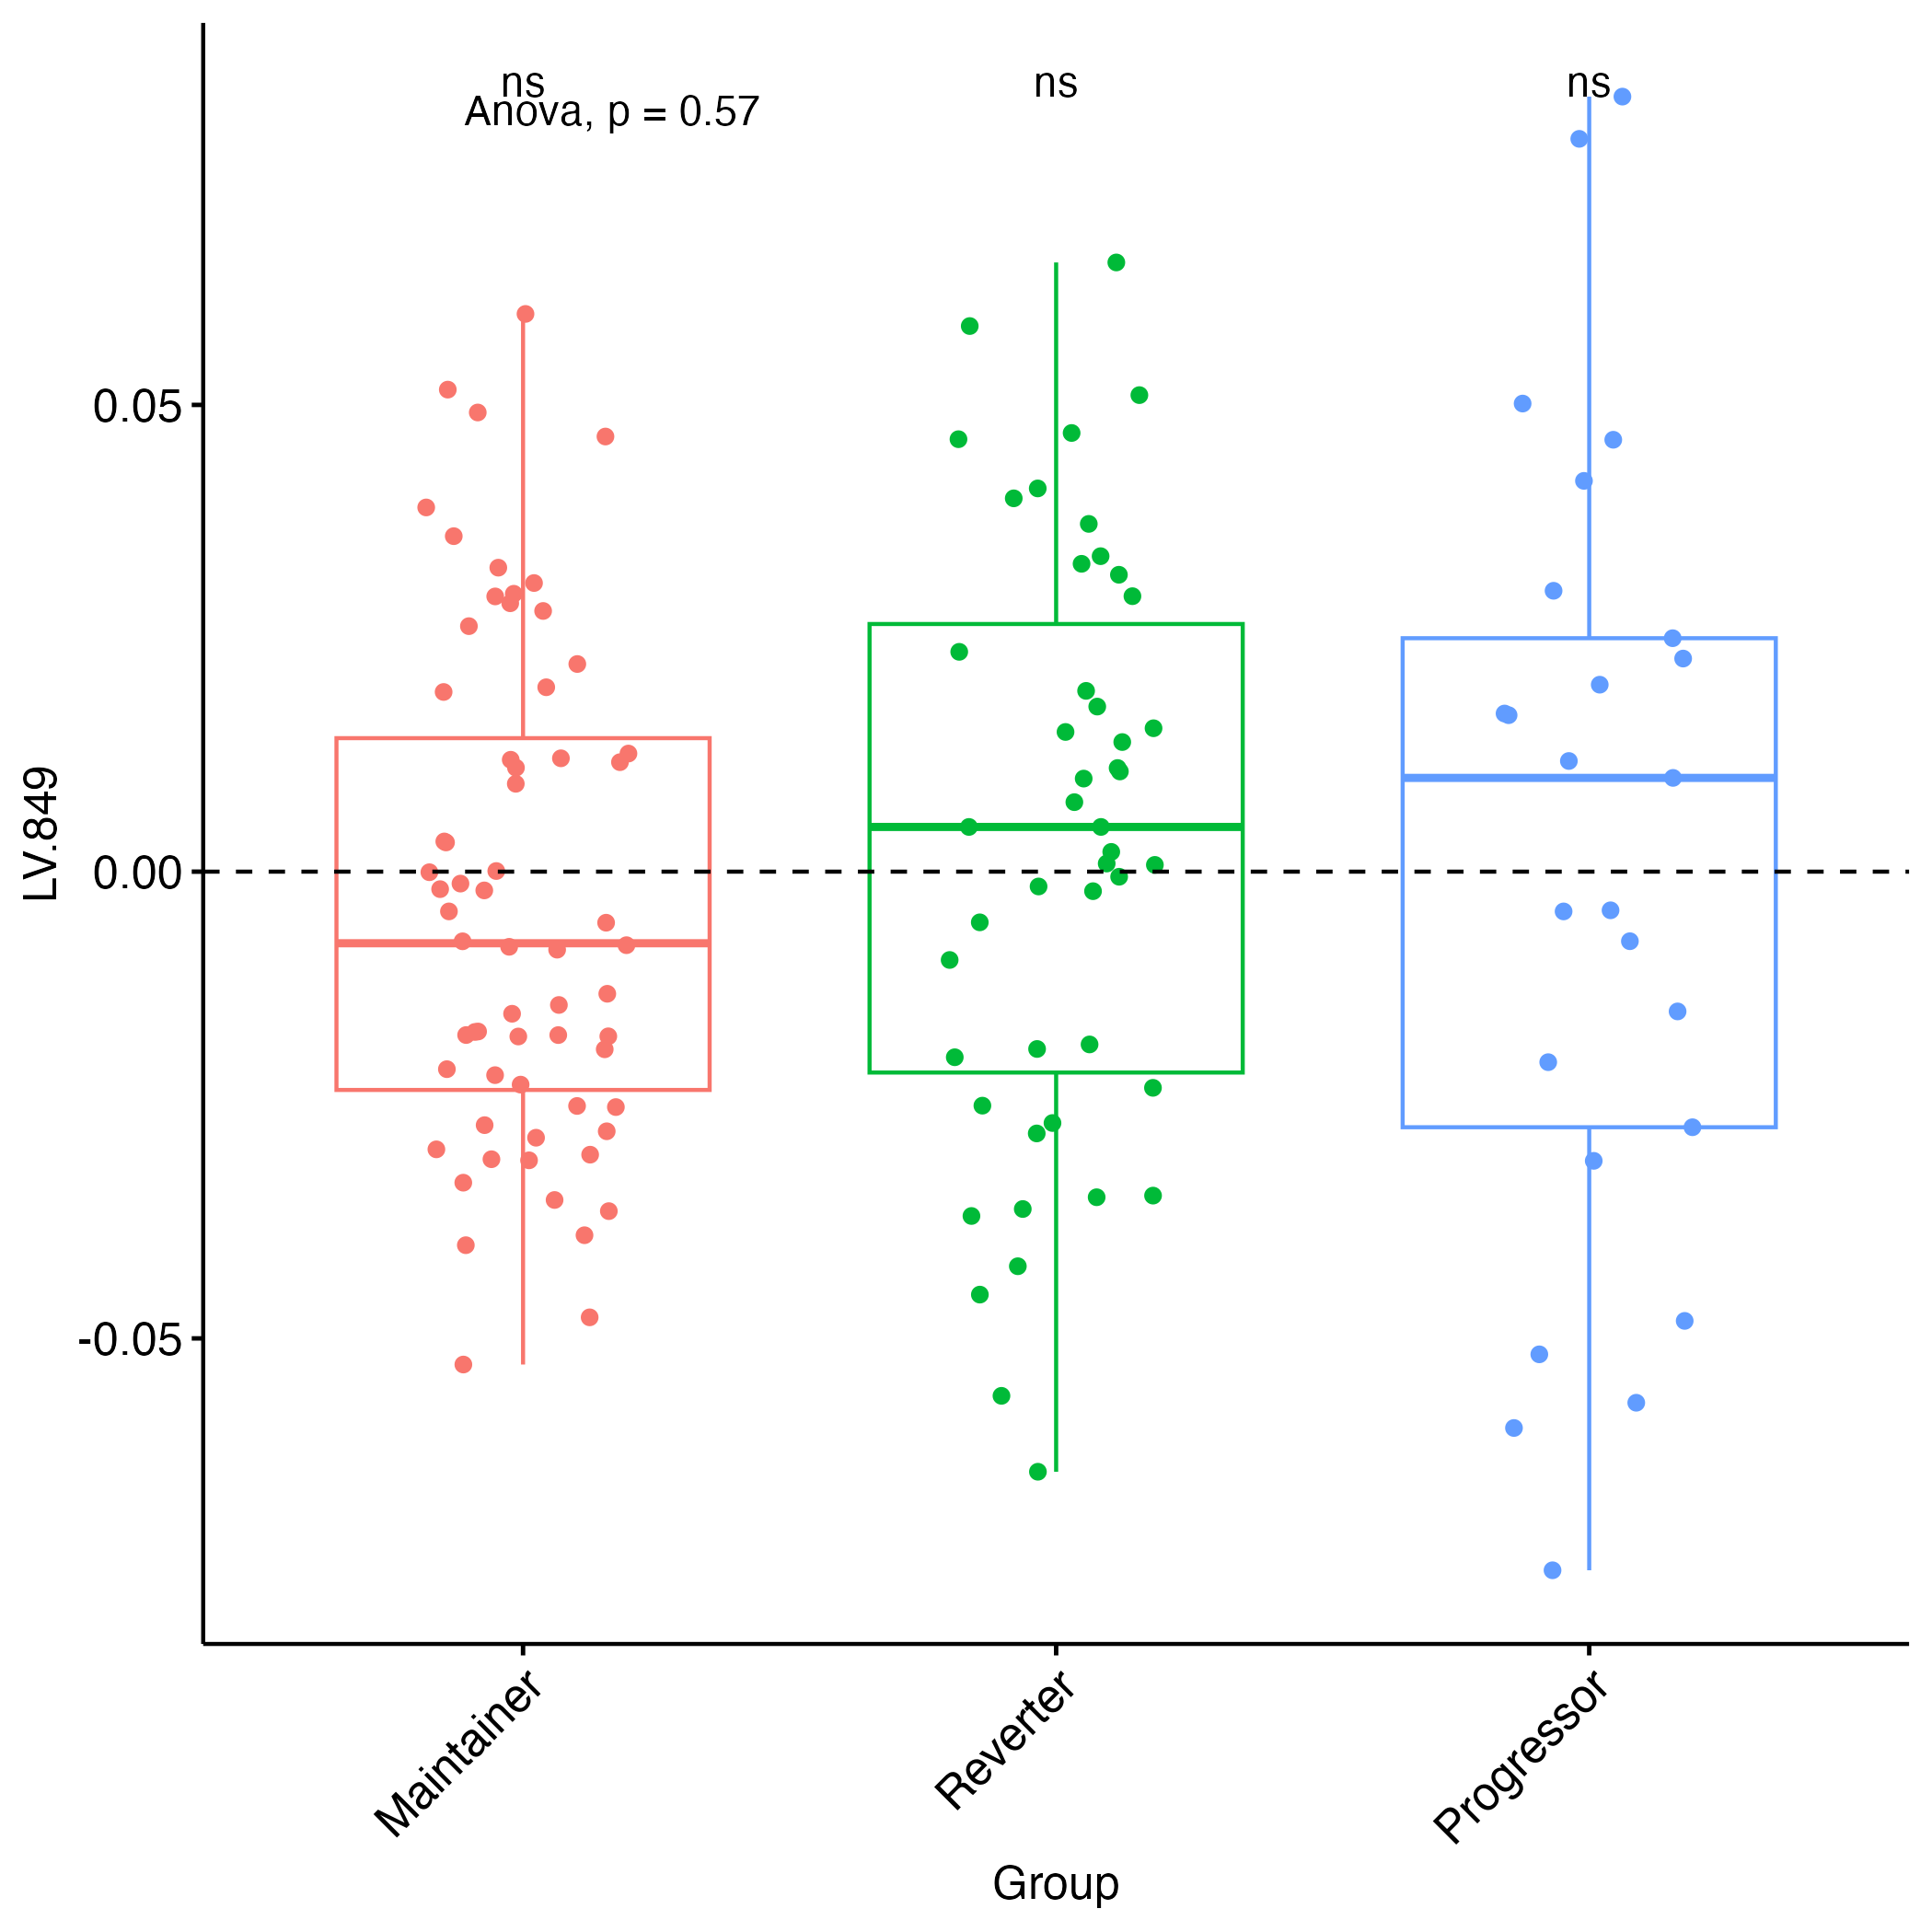 ns
ns
ns
Anova, p = 0.57
0.05
0.00
-0.05
LV.849
Maintainer
Reverter
Progressor
Group